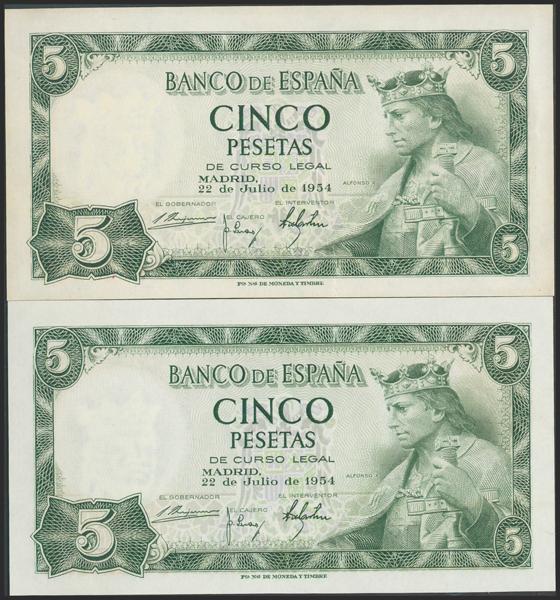 5 5
BANCO DE ESPAÑA
CINCO
PESETAS
DE CURSO LEGAL
MADRID,
22 de Julio de 1954
ALFONSO X
EL GOBERNADOR EL CAJERO EL INTERVENTOR
5 5
FCA NAL DE MONEDA Y TIMBRE
5 5
BANCO DE ESPAÑA
CINCO
PESETAS
DE CURSO LEGAL
MADRID,
22 de Julio de 1954
ALFONSO X
EL GOBERNADOR EL CAJERO EL INTERVENTOR
5 5
FCA NAL DE MONEDA Y TIMBRE